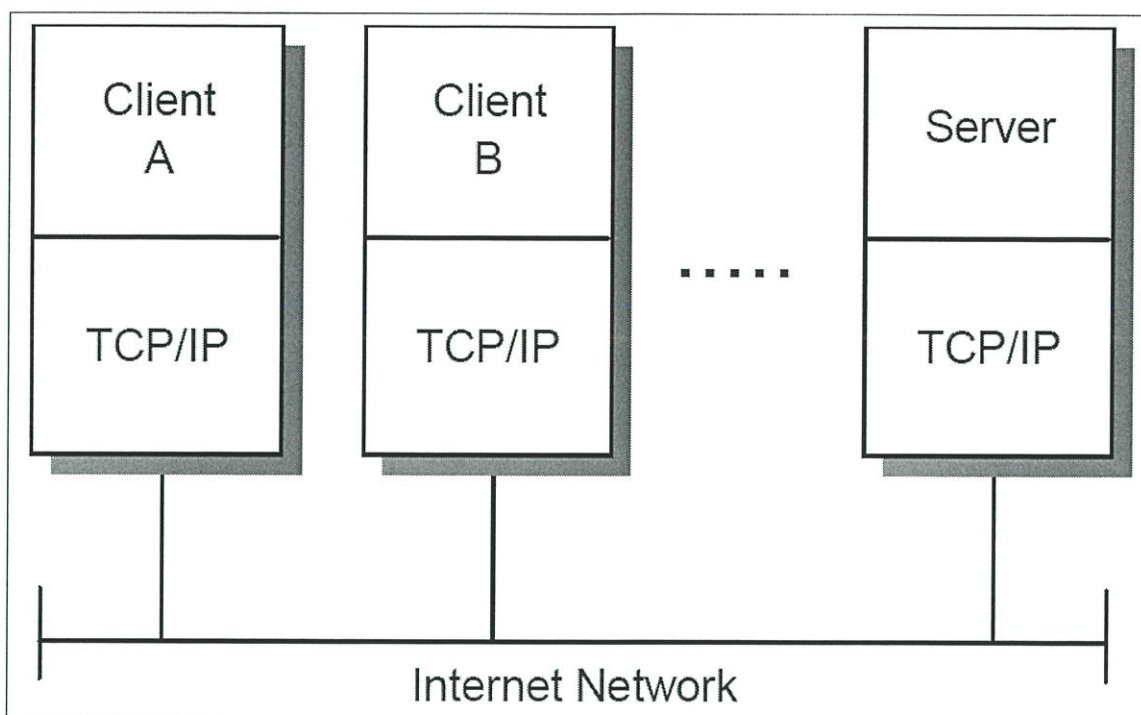 Client
A
TCP/IP
Client
B
TCP/IP
.....
Server
TCP/IP
Internet Network